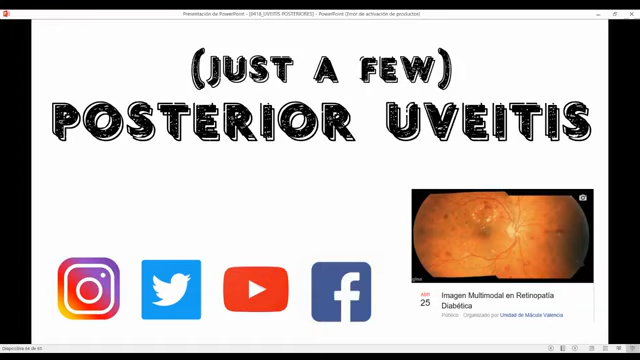 Presentación de PowerPoint - [0418_UVEITIS POSTERIORES] - PowerPoint (Error de activación de productos)
(JUST A FEW)
POSTERIOR UVEITIS
ABR
25
Imagen Multimodal en Retinopatía
Diabética
Público · Organizado por Unidad de Mácula Valencia